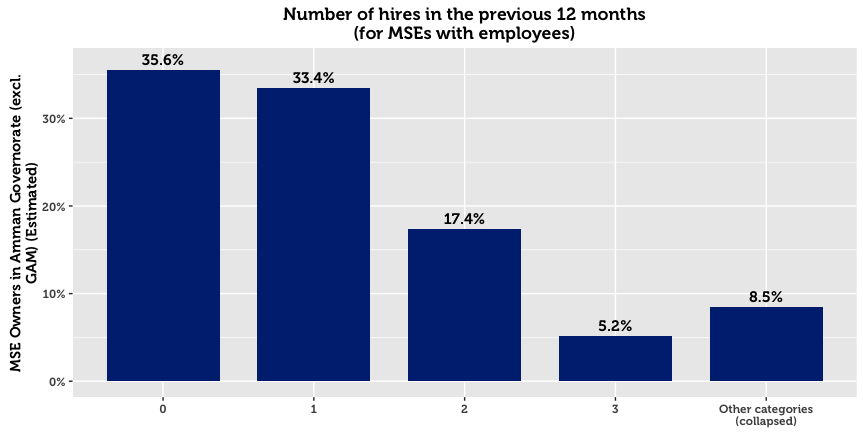 Number of hires in the previous 12 months
(for MSEs with employees)
MSE Owners in Amman Governorate (excl.
GAM) (Estimated)
30%
20%
10%
0%
35.6%
33.4%
17.4%
5.2%
8.5%
0
1
2
3
Other categories
(collapsed)